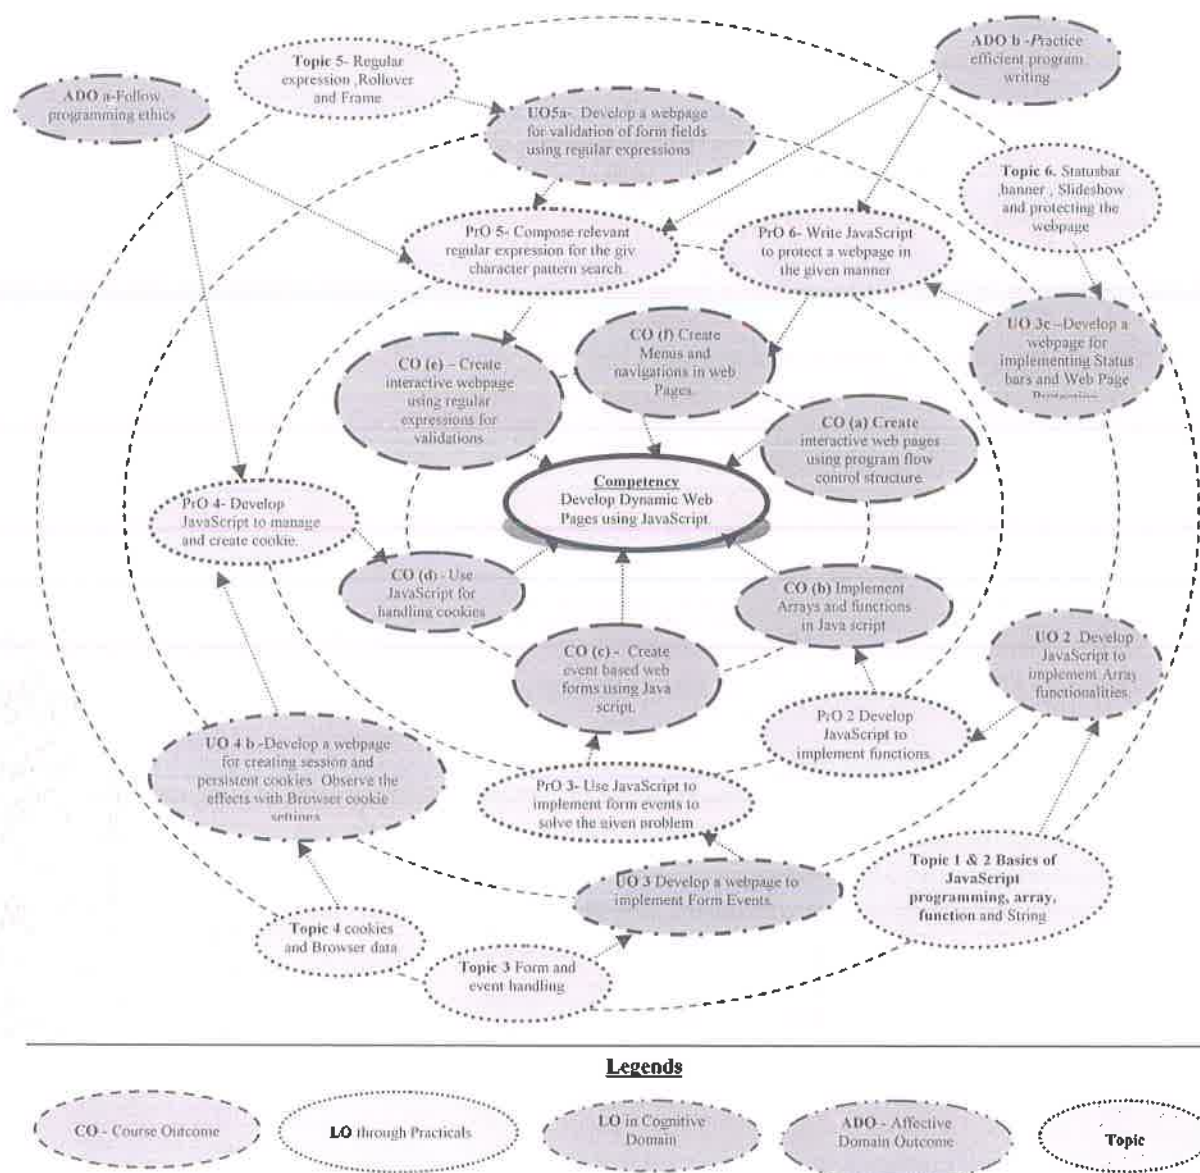 ADO b -Practice
efficient program
writing
Topic 5- Regular
expression ,Rollover
and Frame
ADO a-Follow
programming ethics
UO5a- Develop a webpage
for validation of form fields
using regular expressions
Topic 6. Statusbar
,banner , Slideshow
and protecting the
webpage
PrO 5- Compose relevant
regular expression for the giv
character pattern search.
PrO 6- Write JavaScript
to protect a webpage in
the given manner
UO 3c –Develop a
webpage for
implementing Status
bars and Web Page
CO (e) – Create
interactive webpage
using regular
expressions for
validations
CO (f) Create
Menus and
navigations in web
Pages.
CO (a) Create
interactive web pages
using program flow
control structure.
Competency
Develop Dynamic Web
Pages using JavaScript.
PrO 4- Develop
JavaScript to manage
and create cookie.
CO (d) - Use
JavaScript for
handling cookies
CO (b) Implement
Arrays and functions
in Java script
CO (c) - Create
event based web
forms using Java
script.
UO 2 .Develop
JavaScript to
implement Array
functionalities.
PrO 2 Develop
JavaScript to
implement functions.
UO 4 b -Develop a webpage
for creating session and
persistent cookies. Observe the
effects with Browser cookie
settings
PrO 3- Use JavaScript to
implement form events to
solve the given problem
Topic 1 & 2 Basics of
JavaScript
programming, array,
function and String
UO 3 Develop a webpage to
implement Form Events.
Topic 4 cookies
and Browser data
Topic 3 Form and
event handling
Legends
CO - Course Outcome
LO through Practicals
LO in Cognitive
Domain
ADO - Affective
Domain Outcome
Topic